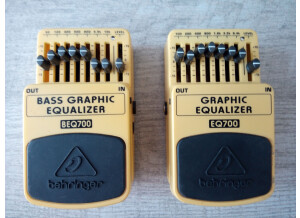 OUT
IN
BASS GRAPHIC
EQUALIZER
BEQ700
behringer
OUT
IN
GRAPHIC
EQUALIZER
EQ700
behringer